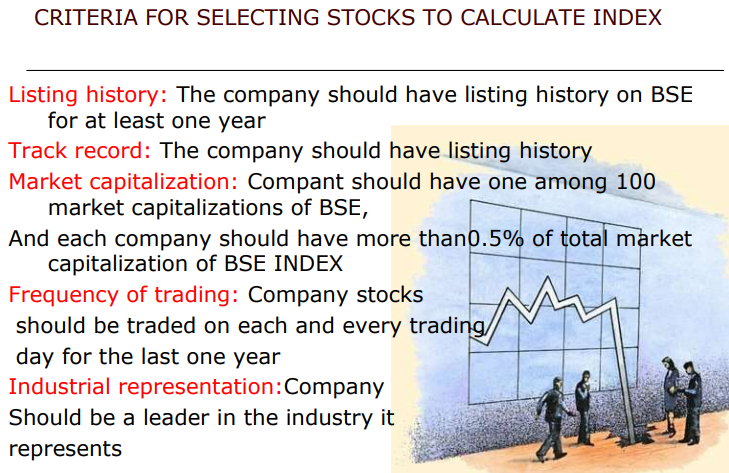 CRITERIA FOR SELECTING STOCKS TO CALCULATE INDEX
Listing history: The company should have listing history on BSE
for at least one year
Track record: The company should have listing history
Market capitalization: Compant should have one among 100
market capitalizations of BSE,
And each company should have more than0.5% of total market
capitalization of BSE INDEX
Frequency of trading: Company stocks
should be traded on each and every trading
day for the last one year
Industrial representation:Company
Should be a leader in the industry it
represents